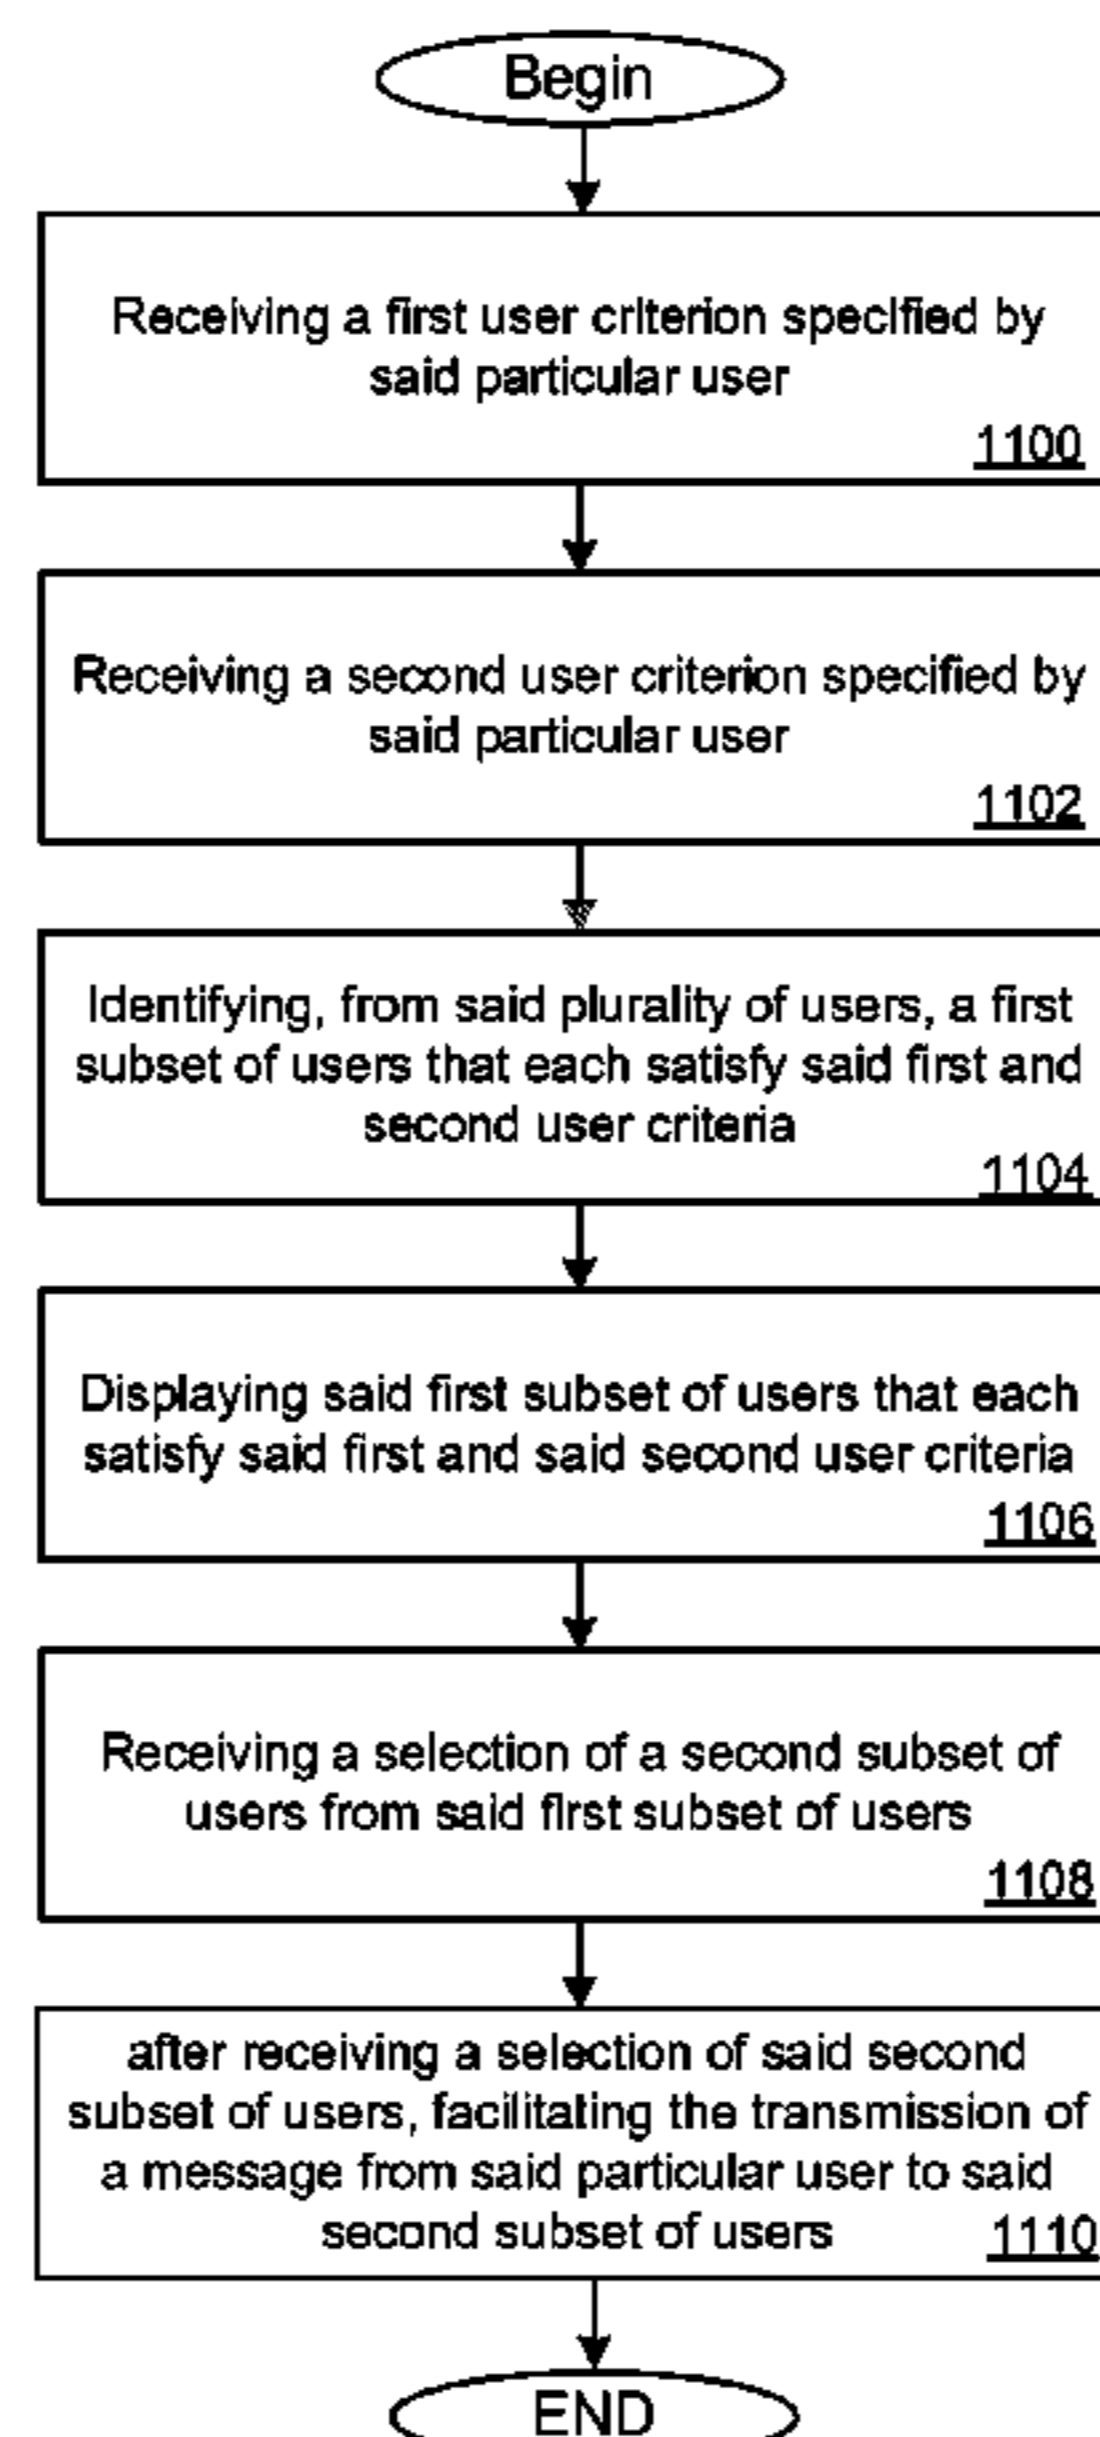 Begin
Receiving a first user criterion specified by
said particular user
1100
Receiving a second user criterion specified by
said particular user
1102
Identifying, from said plurality of users, a first
subset of users that each satisfy said first and
second user criteria
1104
Displaying said first subset of users that each
satisfy said first and said second user criteria
1106
Receiving a selection of a second subset of
users from said first subset of users
1108
after receiving a selection of said second
subset of users, facilitating the transmission of
a message from said particular user to said
second subset of users
1110
END